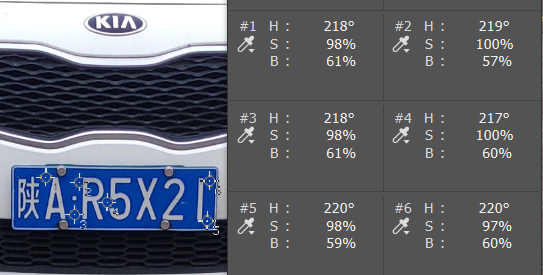 KIA
陕A·R5X2
#1 H : 218°
S : 98%
B : 61%
#2 H : 219°
S : 100%
B : 57%
#3 H : 218°
S : 98%
B : 61%
#4 H : 217°
S : 100%
B : 60%
#5 H : 220°
S : 98%
B : 59%
#6 H : 220°
S : 97%
B : 60%